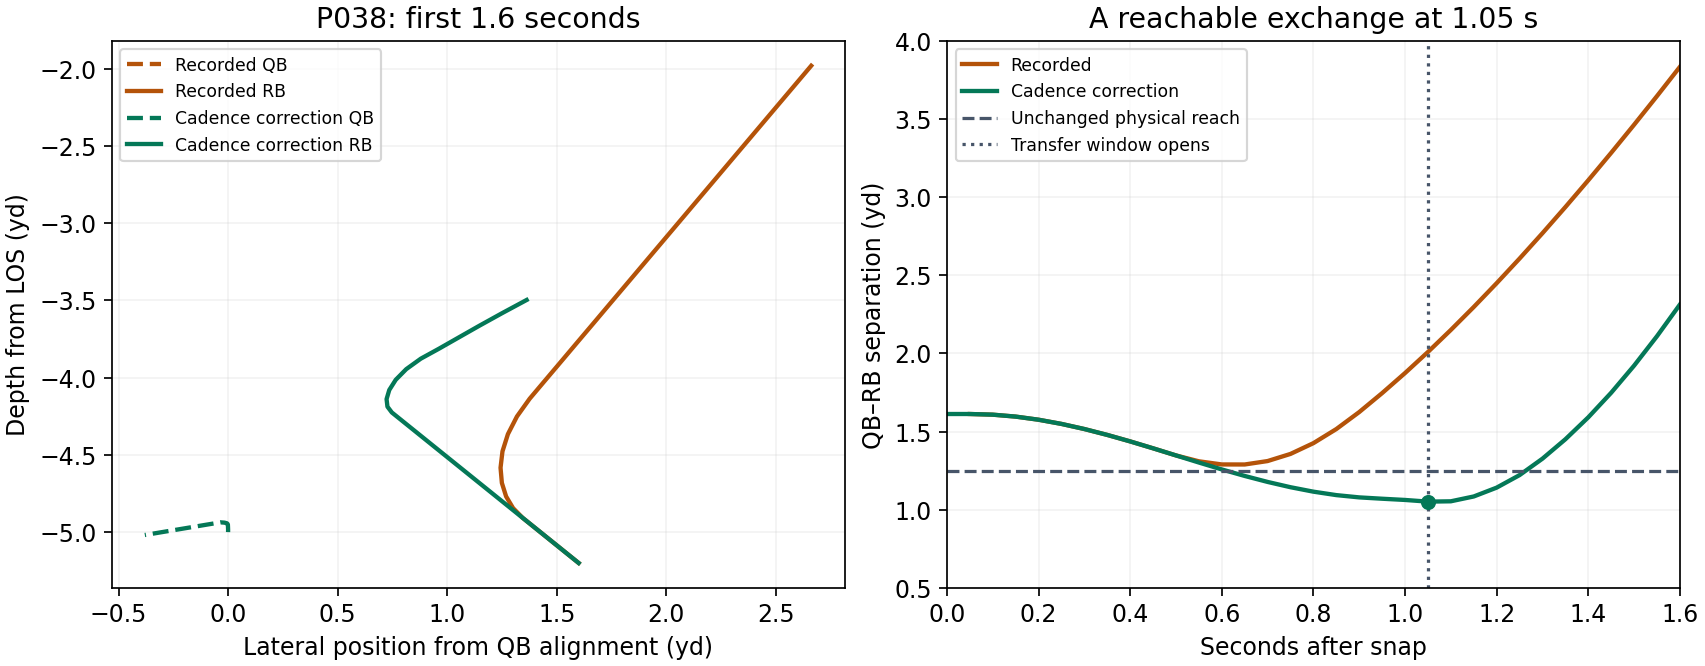 P038: first 1.6 seconds
Recorded QB
Recorded RB
Cadence correction QB
Cadence correction RB
Depth from LOS (yd)
−2.0
−2.5
−3.0
−3.5
−4.0
−4.5
−5.0
−0.5 0.0 0.5 1.0 1.5 2.0 2.5
Lateral position from QB alignment (yd)
A reachable exchange at 1.05 s
Recorded
Cadence correction
Unchanged physical reach
Transfer window opens
QB–RB separation (yd)
4.0
3.5
3.0
2.5
2.0
1.5
1.0
0.5
0.0 0.2 0.4 0.6 0.8 1.0 1.2 1.4 1.6
Seconds after snap